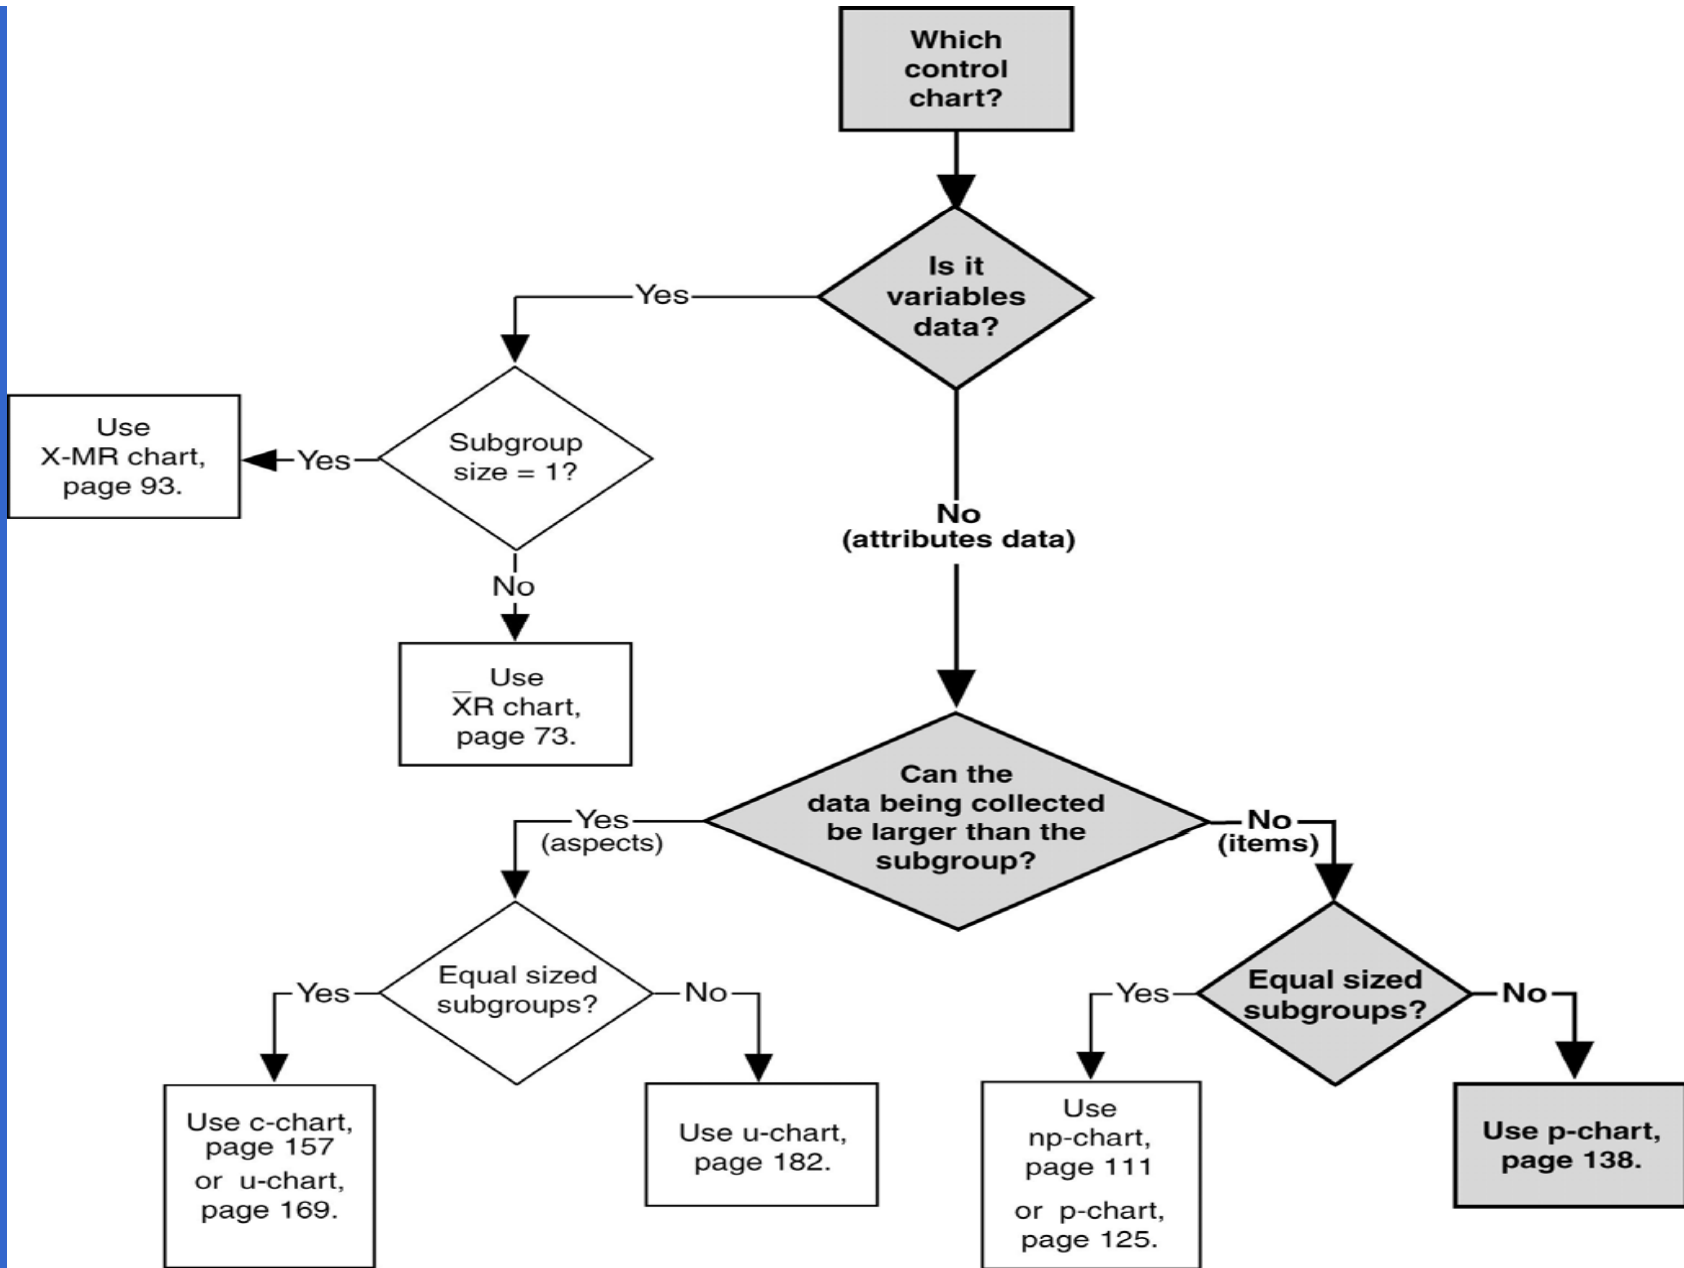 Which
control
chart?
Is it
variables
data?
Yes
Subgroup
size = 1?
Yes
Use
X-MR chart,
page 93.
No
(attributes data)
No
Use
X̅R chart,
page 73.
Can the
data being collected
be larger than the
subgroup?
Yes
(aspects)
No
(items)
Equal sized
subgroups?
Yes
No
Equal sized
subgroups?
Yes
No
Use c-chart,
page 157
or u-chart,
page 169.
Use u-chart,
page 182.
Use
np-chart,
page 111
or p-chart,
page 125.
Use p-chart,
page 138.